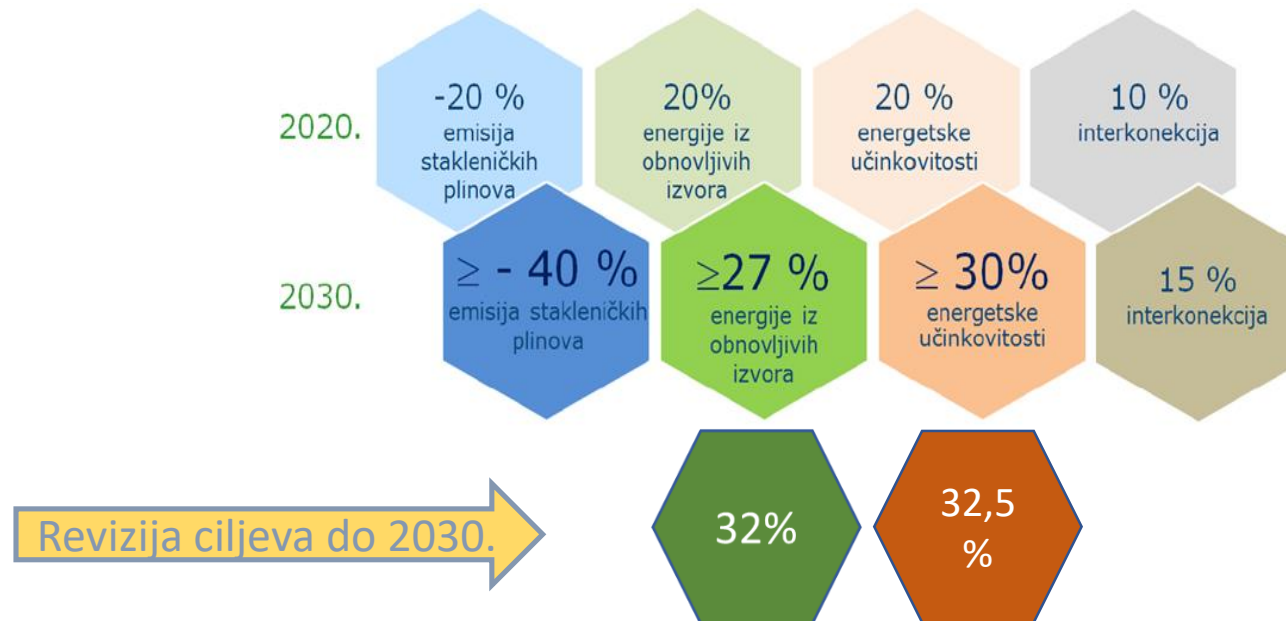 2020.
-20 %
emisija
stakleničkih
plinova
20%
energije iz
obnovljivih
izvora
20 %
energetske
učinkovitosti
10 %
interkonekcija
2030.
≥ - 40 %
emisija stakleničkih
plinova
≥27 %
energije iz
obnovljivih
izvora
≥ 30%
energetske
učinkovitosti
15 %
interkonekcija
Revizija ciljeva do 2030.
32%
32,5
%